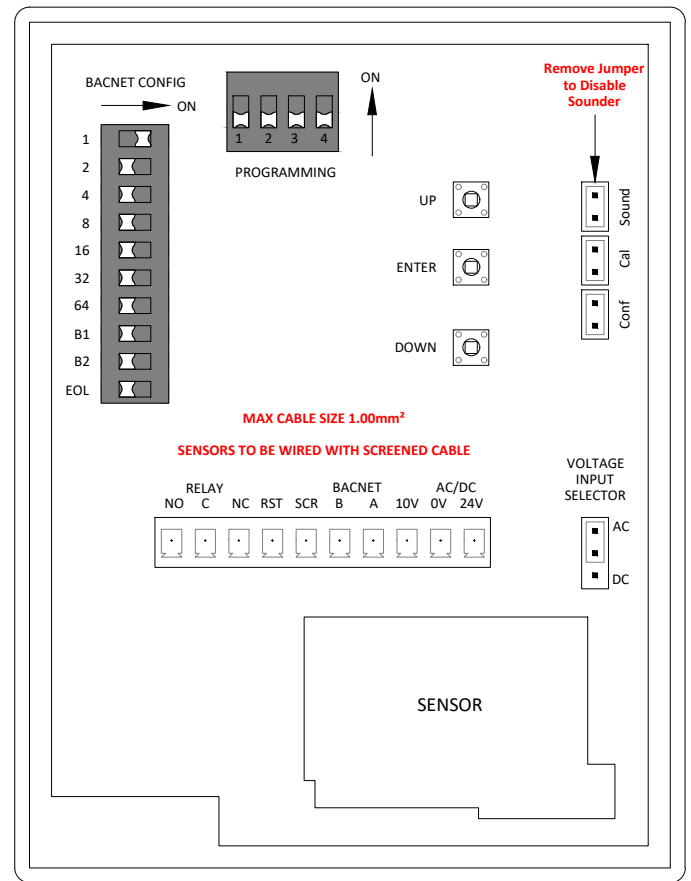 BACNET CONFIG
ON
1
2
4
8
16
32
64
B1
B2
EOL
ON
1 2 3 4
PROGRAMMING
Remove Jumper
to Disable
Sounder
UP
ENTER
DOWN
Sound
Cal
Conf
MAX CABLE SIZE 1.00mm²
SENSORS TO BE WIRED WITH SCREENED CABLE
RELAY BACNET AC/DC
NO C NC RST SCR B A 10V 0V 24V
VOLTAGE
INPUT
SELECTOR
AC
DC
SENSOR